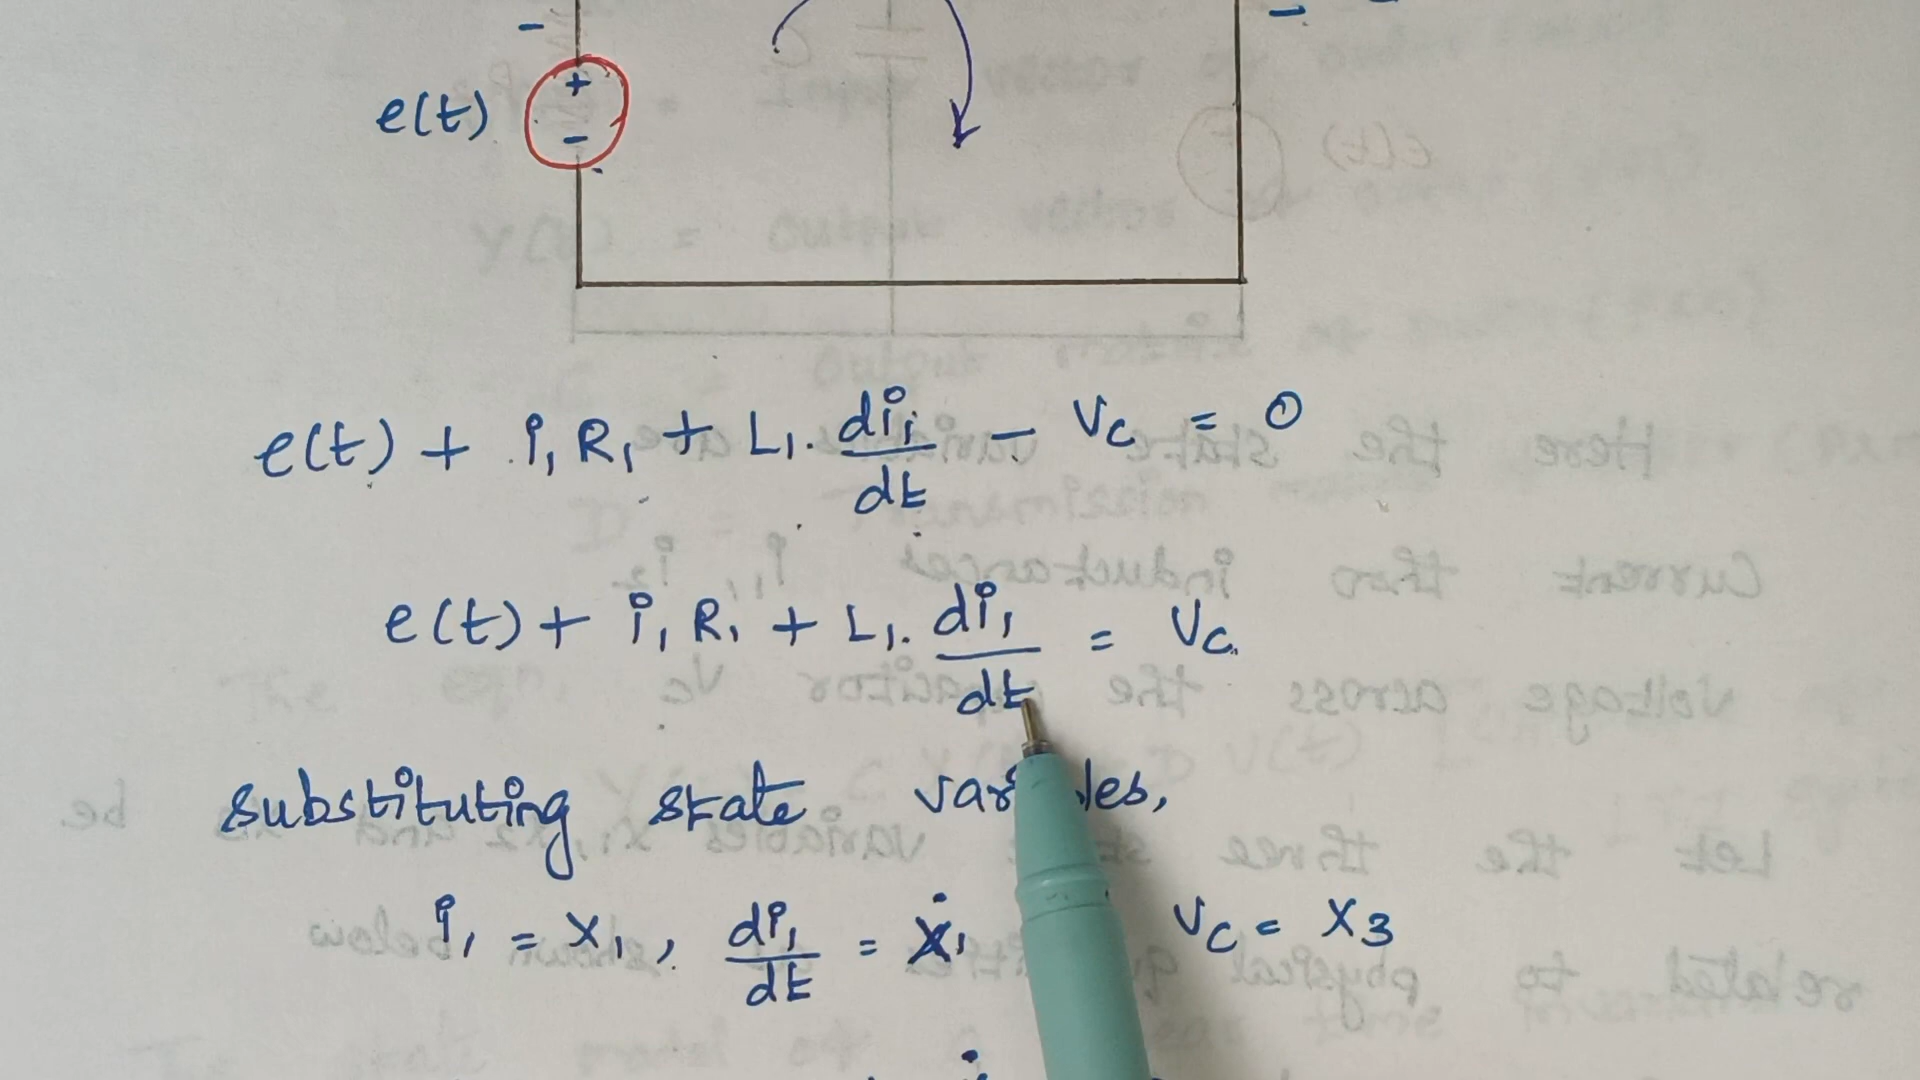 e(t)
e(t) + i₁R₁ + L₁. di₁/dt - Vc = 0
e(t) + i₁R₁ + L₁. di₁/dt = Vc.
substituting state
i₁ = x₁, di₁/dt = ẋ₁ Vc = x3